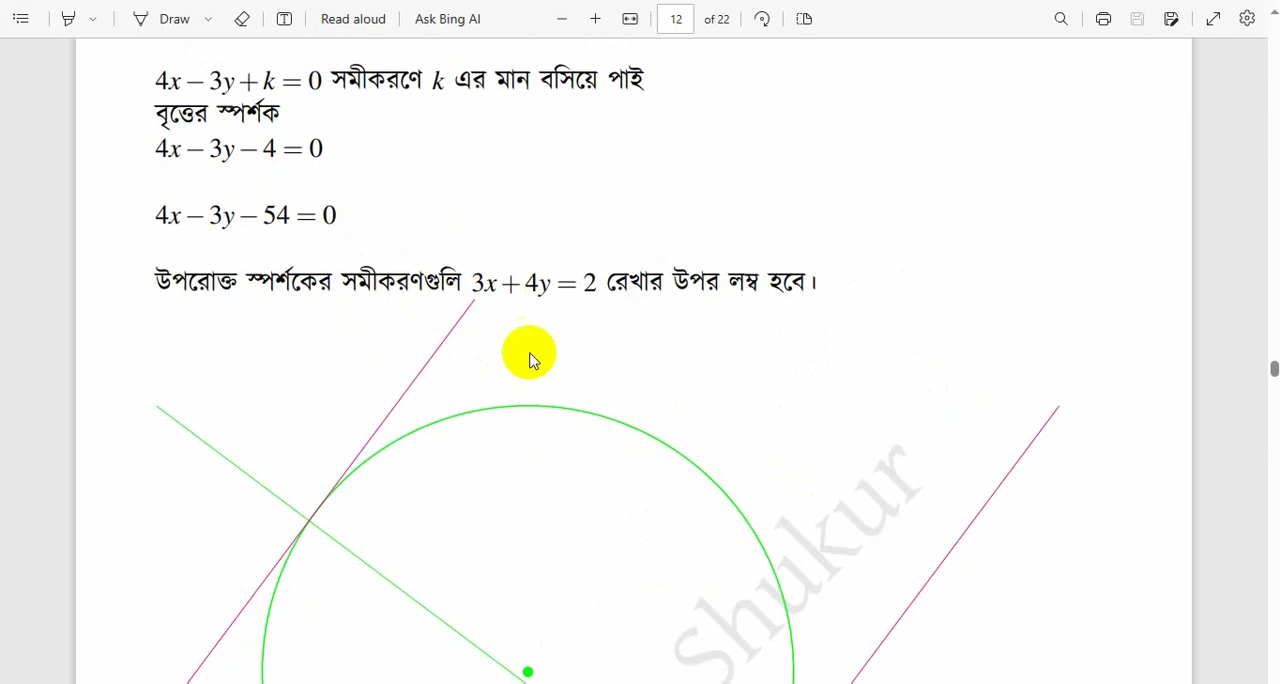 Draw
Read aloud
Ask Bing AI
12 of 22
4x − 3y + k = 0 সমীকরণে k এর মান বসিয়ে পাই
বৃত্তের স্পর্শক
4x − 3y − 4 = 0
4x − 3y − 54 = 0
উপরোক্ত স্পর্শকের সমীকরণগুলি 3x + 4y = 2 রেখার উপর লম্ব হবে।
Shukur